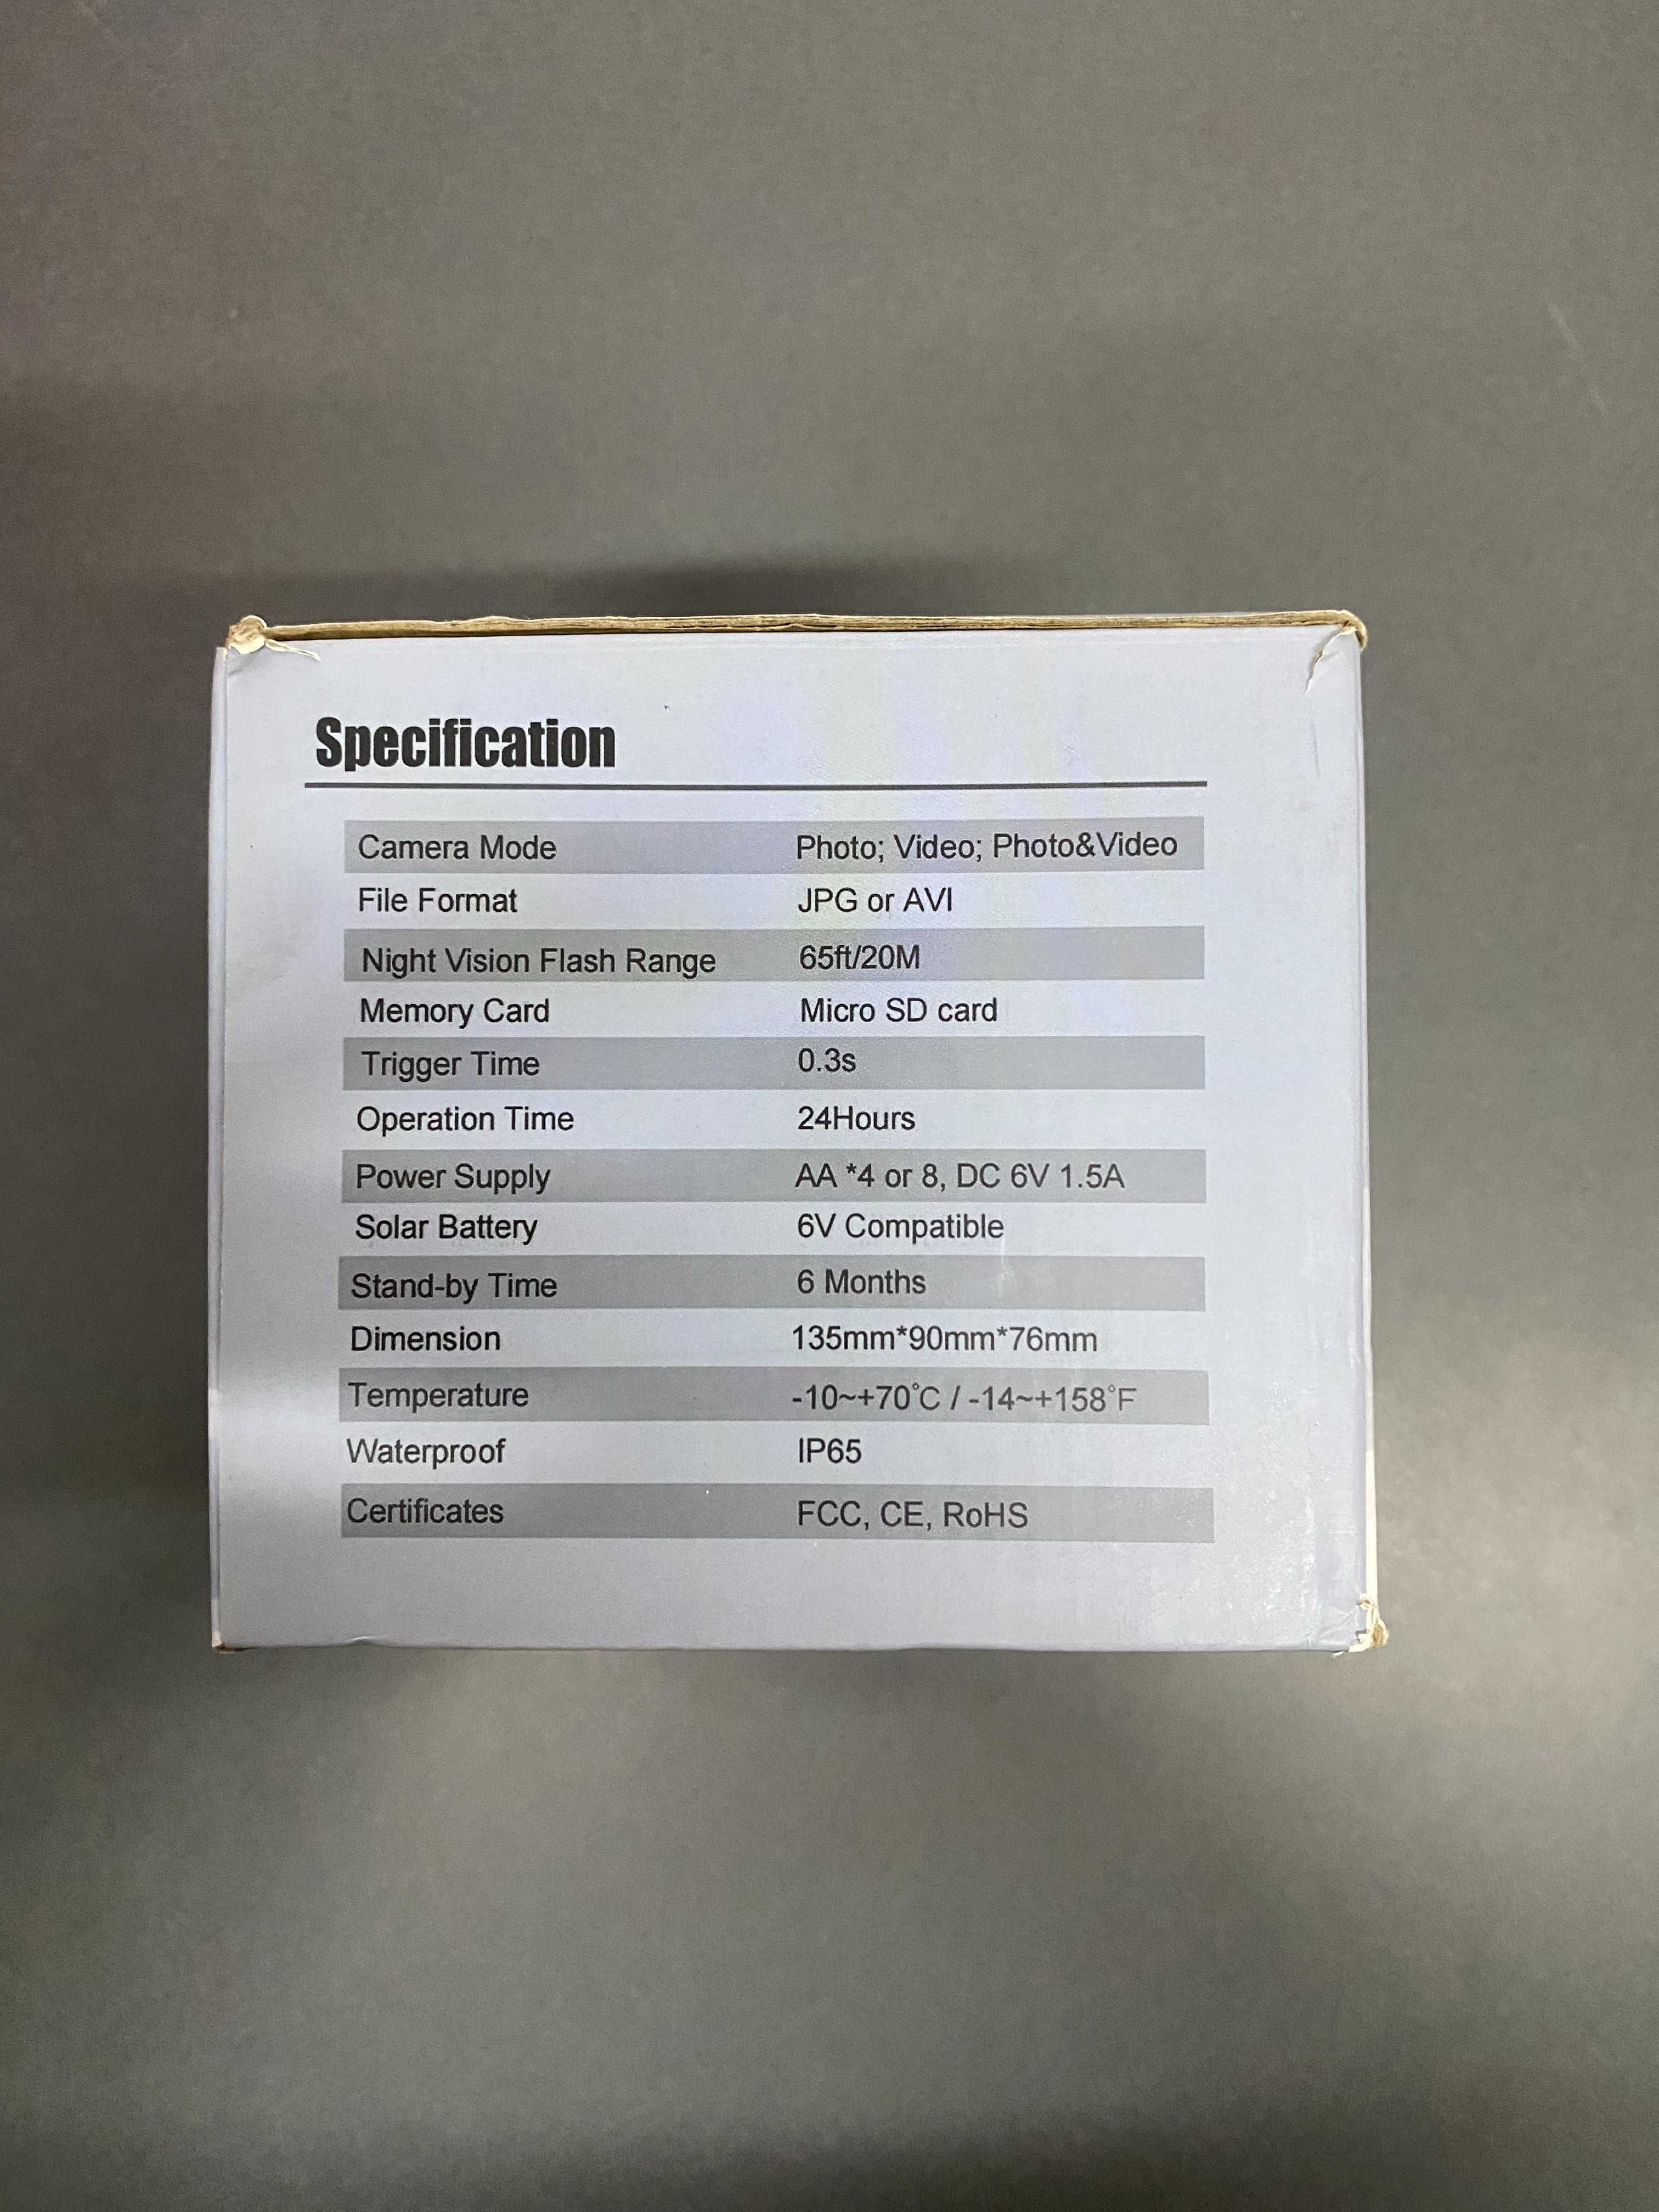 Specification
Camera Mode Photo; Video; Photo&Video
File Format JPG or AVI
Night Vision Flash Range 65ft/20M
Memory Card Micro SD card
Trigger Time 0.3s
Operation Time 24Hours
Power Supply AA *4 or 8, DC 6V 1.5A
Solar Battery 6V Compatible
Stand-by Time 6 Months
Dimension 135mm*90mm*76mm
Temperature -10~+70°C / -14~+158°F
Waterproof IP65
Certificates FCC, CE, RoHS